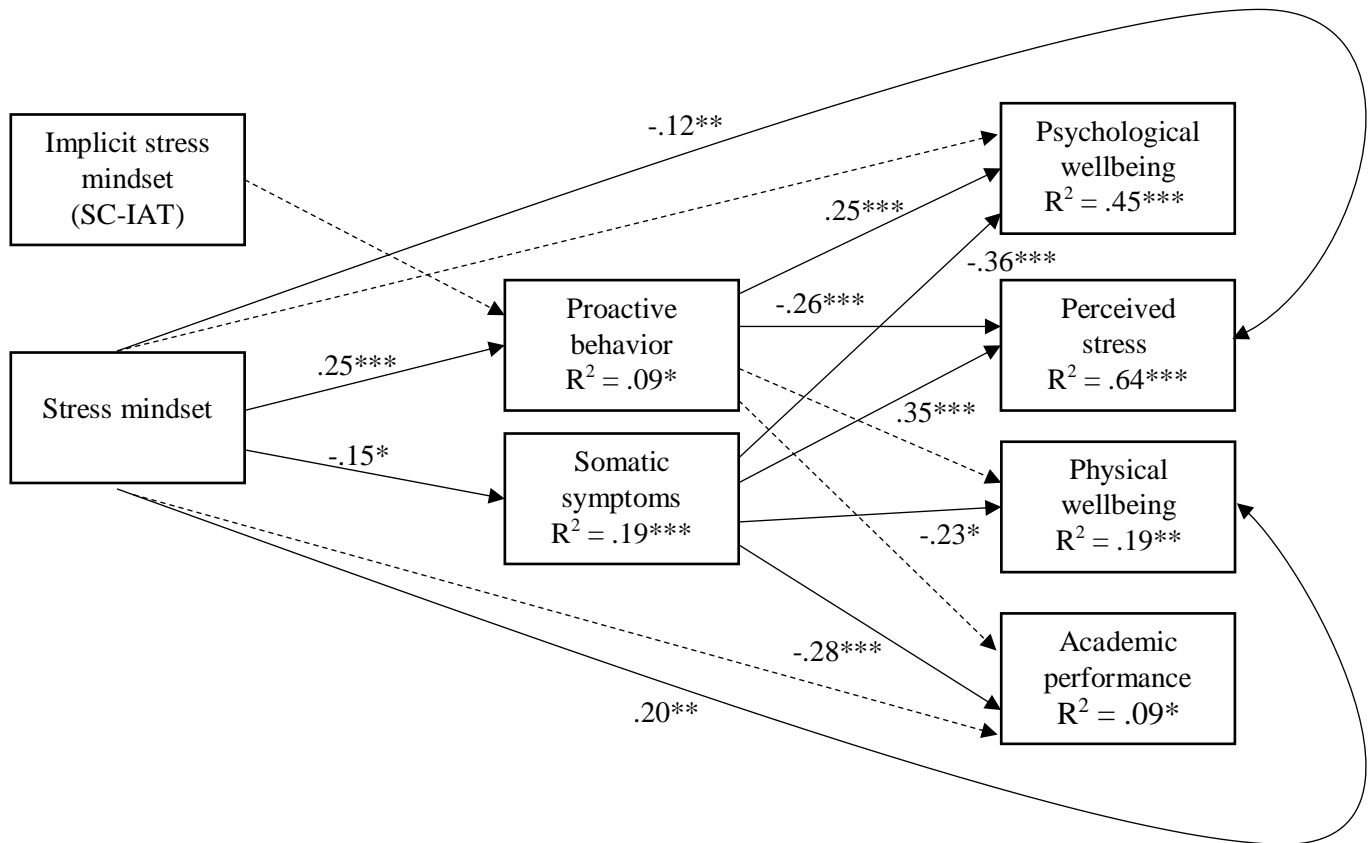 Implicit stress
mindset
(SC-IAT)
Stress mindset
-.12**
.25***
-.15*
.20**
Proactive
behavior
R² = .09*
Somatic
symptoms
R² = .19***
.25***
-.36***
-.26***
.35***
-.23*
-.28***
Psychological
wellbeing
R² = .45***
Perceived
stress
R² = .64***
Physical
wellbeing
R² = .19**
Academic
performance
R² = .09*